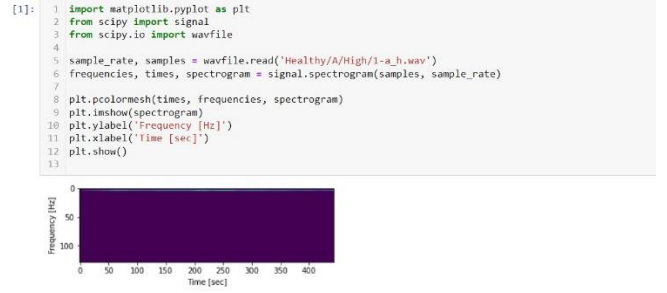 [1]:
1 import matplotlib.pyplot as plt
2 from scipy import signal
3 from scipy.io import wavfile
4
5 sample_rate, samples = wavfile.read('Healthy/A/High/1-a_h.wav')
6 frequencies, times, spectrogram = signal.spectrogram(samples, sample_rate)
7
8 plt.pcolormesh(times, frequencies, spectrogram)
9 plt.imshow(spectrogram)
10 plt.ylabel('Frequency [Hz]')
11 plt.xlabel('Time [sec]')
12 plt.show()
13
Frequency [Hz]
0
50
100
0 50 100 150 200 250 300 350 400
Time [sec]